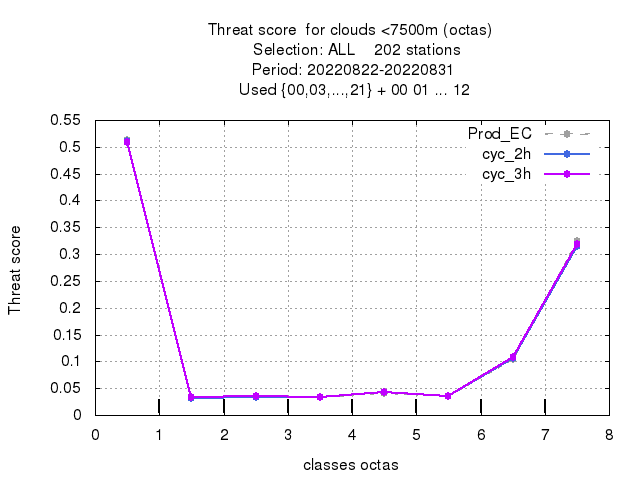 Threat score  for clouds <7500m (octas)
Selection: ALL    202 stations
Period: 20220822-20220831
Used {00,03,...,21} + 00 01 ... 12
Prod_EC
cyc_2h
cyc_3h
Threat score
0.55
0.5
0.45
0.4
0.35
0.3
0.25
0.2
0.15
0.1
0.05
0
0 1 2 3 4 5 6 7 8
classes octas